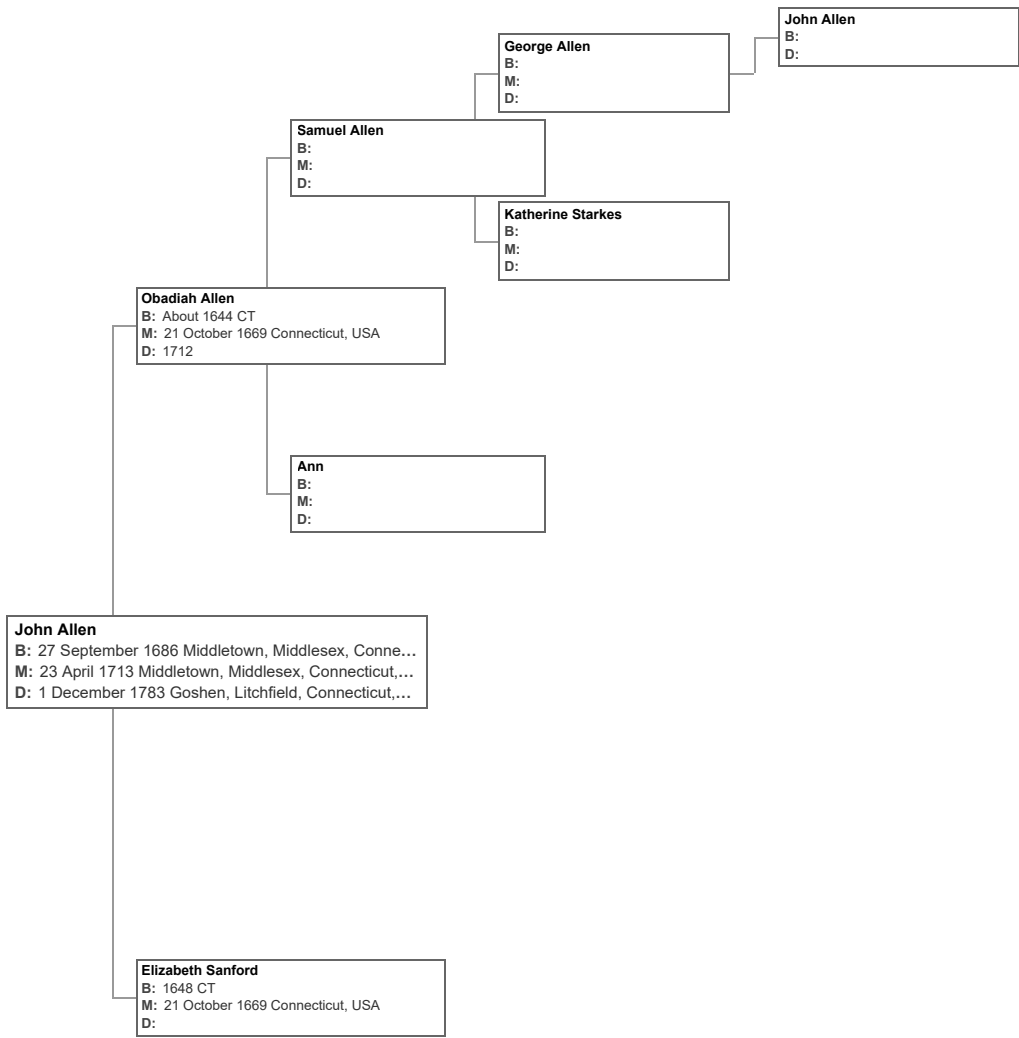 John Allen
B:
D:
George Allen
B:
M:
D:
Samuel Allen
B:
M:
D:
Katherine Starkes
B:
M:
D:
Obadiah Allen
B: About 1644 CT
M: 21 October 1669 Connecticut, USA
D: 1712
Ann
B:
M:
D:
John Allen
B: 27 September 1686 Middletown, Middlesex, Conne...
M: 23 April 1713 Middletown, Middlesex, Connecticut,...
D: 1 December 1783 Goshen, Litchfield, Connecticut,...
Elizabeth Sanford
B: 1648 CT
M: 21 October 1669 Connecticut, USA
D: